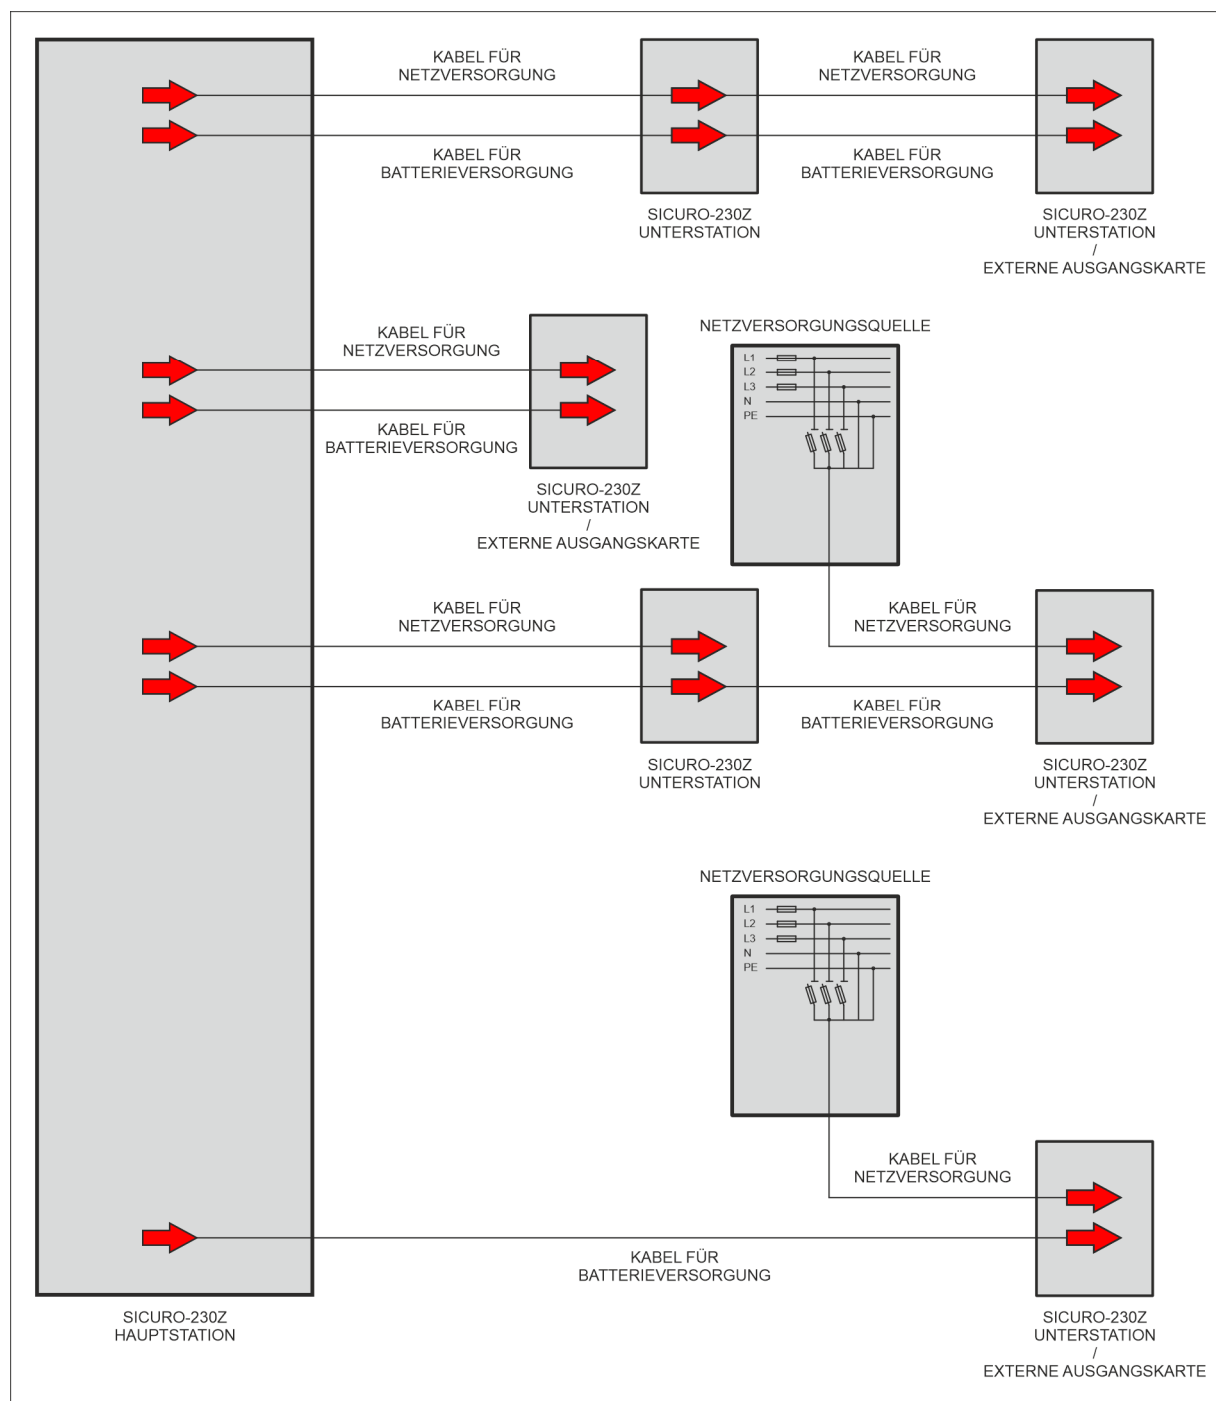 KABEL FÜR
NETZVERSORGUNG
KABEL FÜR
NETZVERSORGUNG
KABEL FÜR
BATTERIEVERSORGUNG
KABEL FÜR
BATTERIEVERSORGUNG
SICURO-230Z
UNTERSTATION
SICURO-230Z
UNTERSTATION
/
EXTERNE AUSGANGSKARTE
KABEL FÜR
NETZVERSORGUNG
KABEL FÜR
BATTERIEVERSORGUNG
SICURO-230Z
UNTERSTATION
/
EXTERNE AUSGANGSKARTE
NETZVERSORGUNGSQUELLE
L1
L2
L3
N
PE
KABEL FÜR
NETZVERSORGUNG
KABEL FÜR
NETZVERSORGUNG
KABEL FÜR
BATTERIEVERSORGUNG
KABEL FÜR
BATTERIEVERSORGUNG
SICURO-230Z
UNTERSTATION
SICURO-230Z
UNTERSTATION
/
EXTERNE AUSGANGSKARTE
NETZVERSORGUNGSQUELLE
L1
L2
L3
N
PE
KABEL FÜR
NETZVERSORGUNG
KABEL FÜR
BATTERIEVERSORGUNG
SICURO-230Z
HAUPTSTATION
SICURO-230Z
UNTERSTATION
/
EXTERNE AUSGANGSKARTE